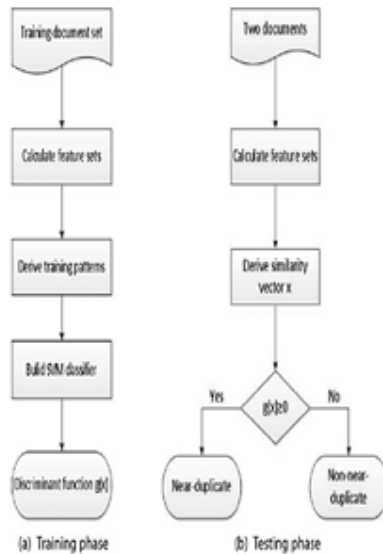 Training document set
Calculate feature sets
Derive training patterns
Build SVM classifier
Discriminant function g(x)
(a) Training phase
Two documents
Calculate feature sets
Derive similarity
vector x
g(x)≥0
Yes
No
Near-duplicate
Non-near-
duplicate
(b) Testing phase